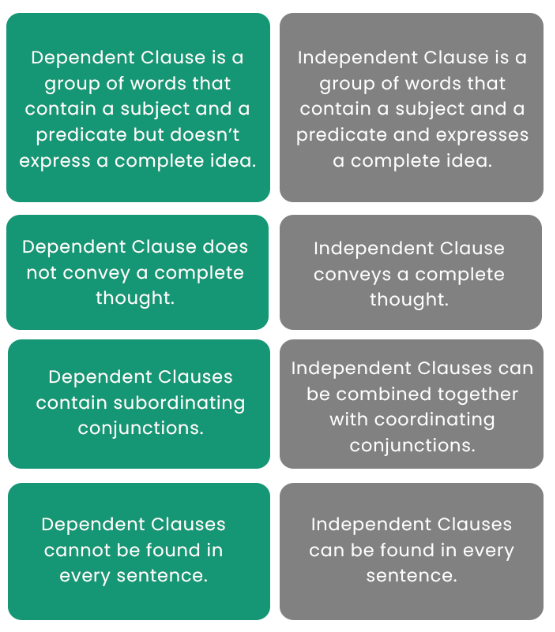 Dependent Clause is a
group of words that
contain a subject and a
predicate but doesn't
express a complete idea.
Independent Clause is a
group of words that
contain a subject and a
predicate and expresses
a complete idea.
Dependent Clause does
not convey a complete
thought.
Independent Clause
conveys a complete
thought.
Dependent Clauses
contain subordinating
conjunctions.
Independent Clauses can
be combined together
with coordinating
conjunctions.
Dependent Clauses
cannot be found in
every sentence.
Independent Clauses
can be found in every
sentence.